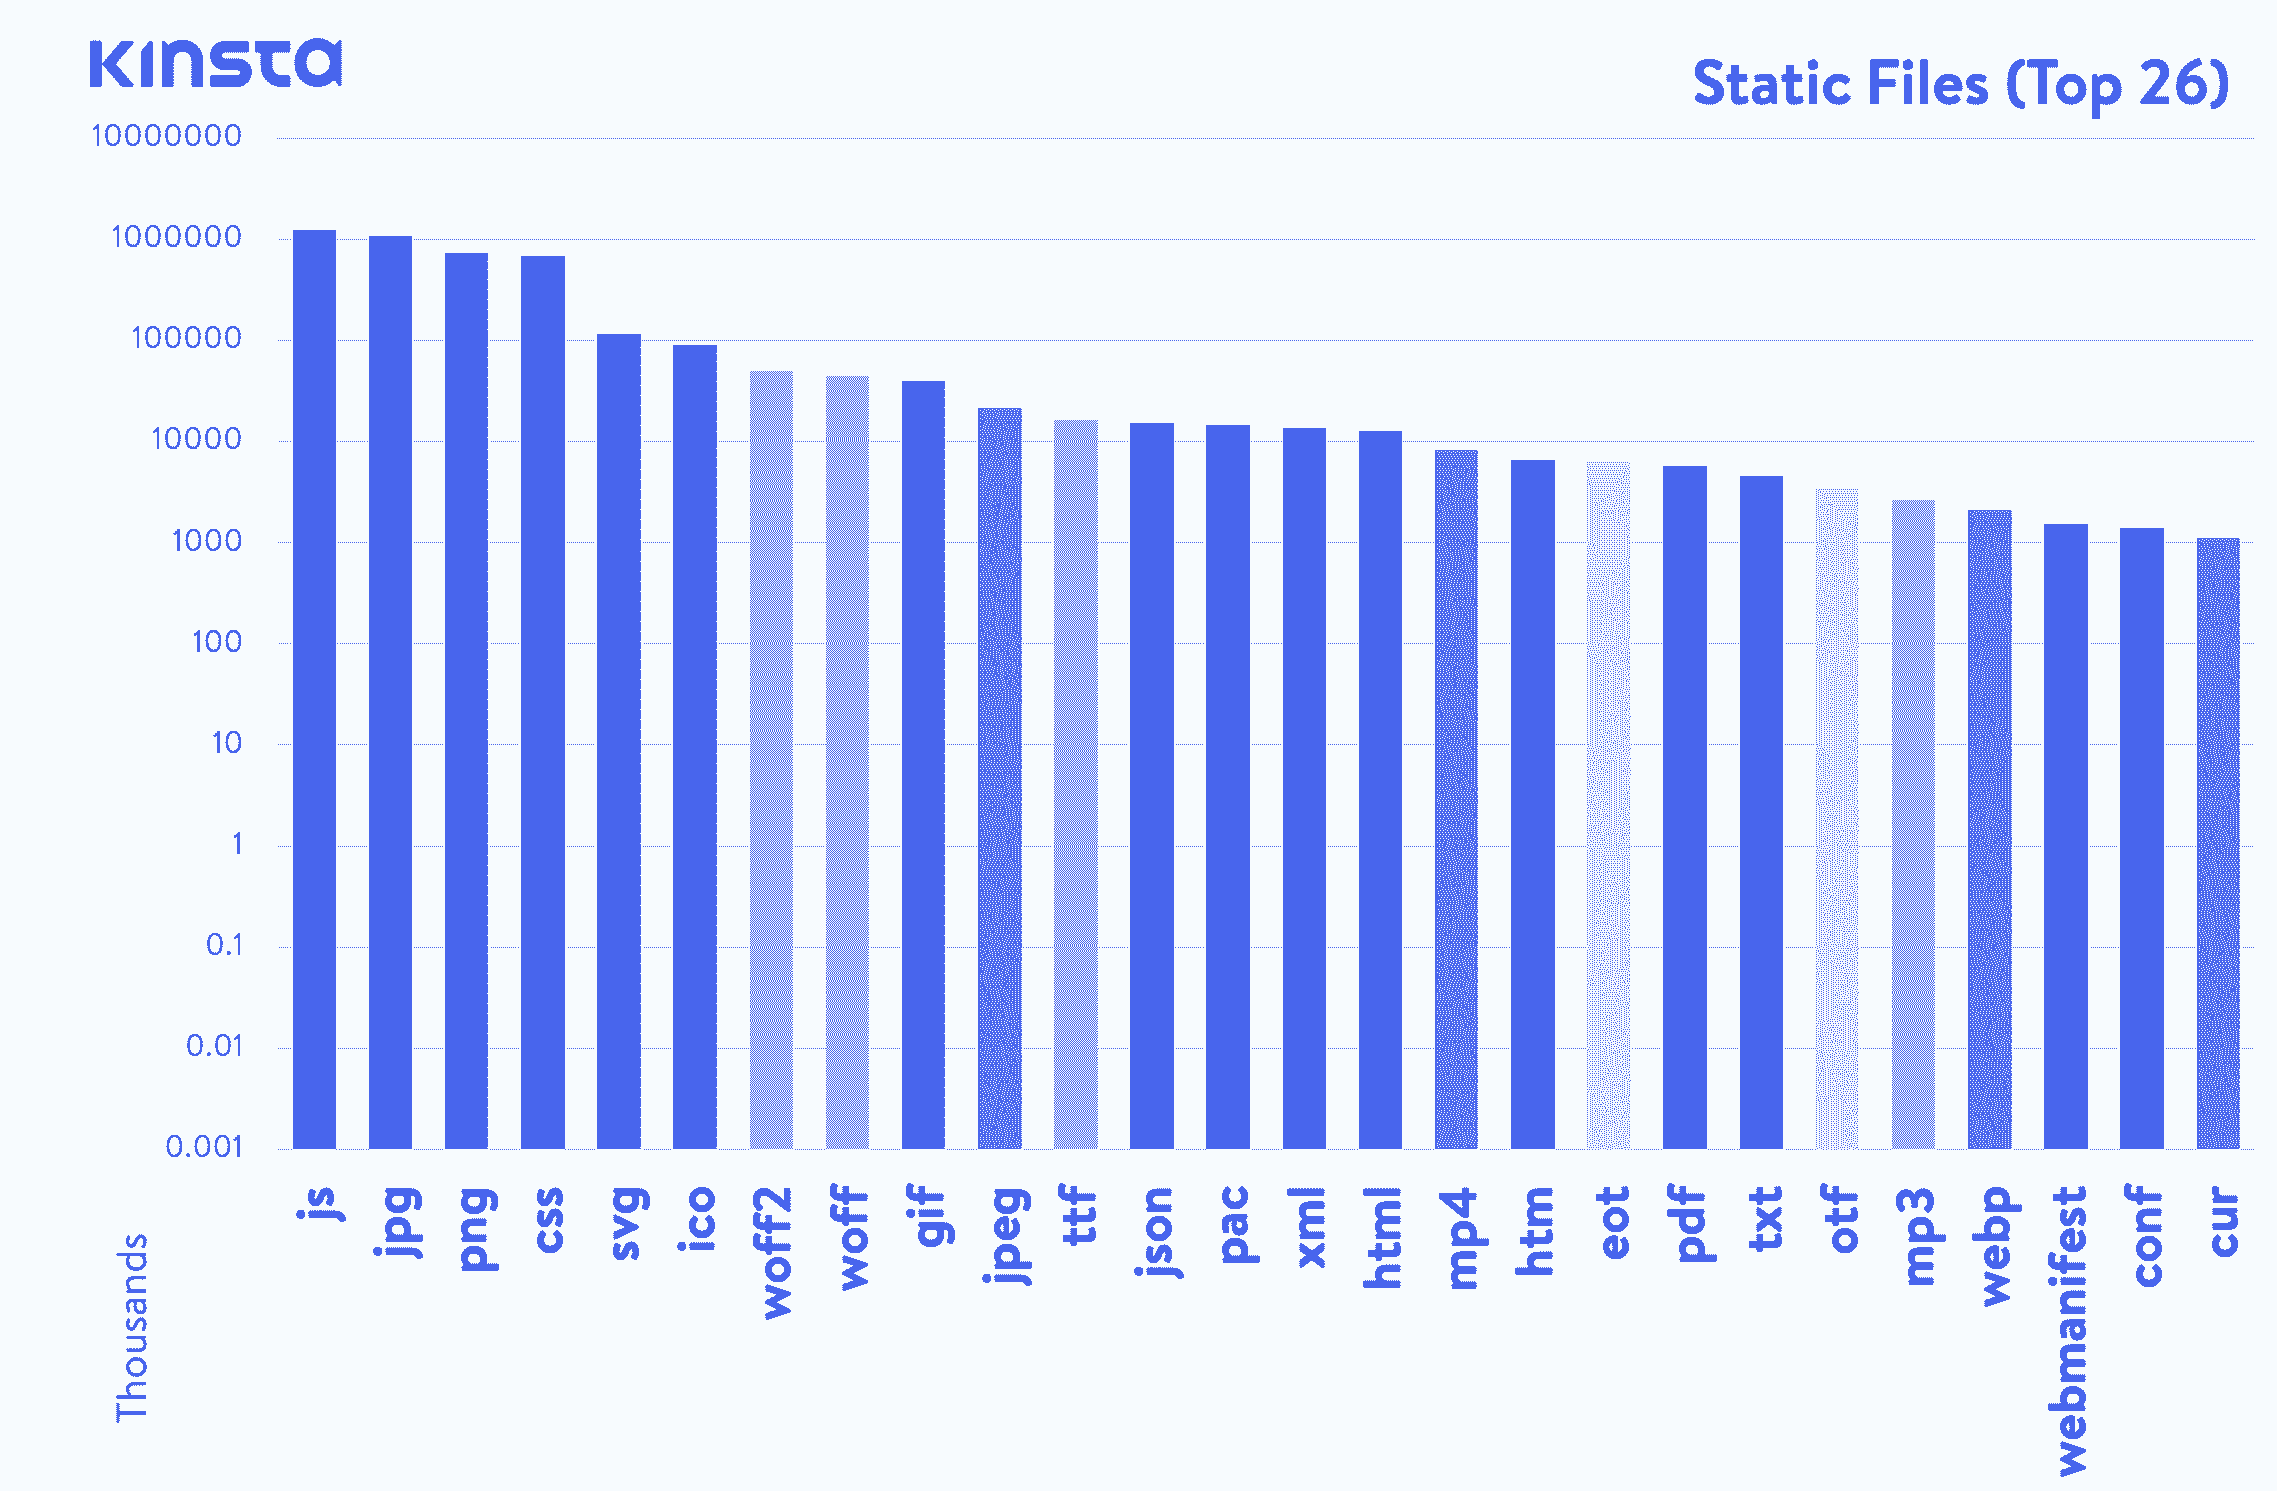 Kinsta
Static Files (Top 26)
10000000
1000000
100000
10000
1000
100
10
1
0.1
0.01
0.001
Thousands
js
jpg
png
css
svg
ico
woff2
woff
gif
jpeg
ttf
json
pac
xml
html
mp4
htm
eot
pdf
txt
otf
mp3
webp
webmanifest
conf
cur